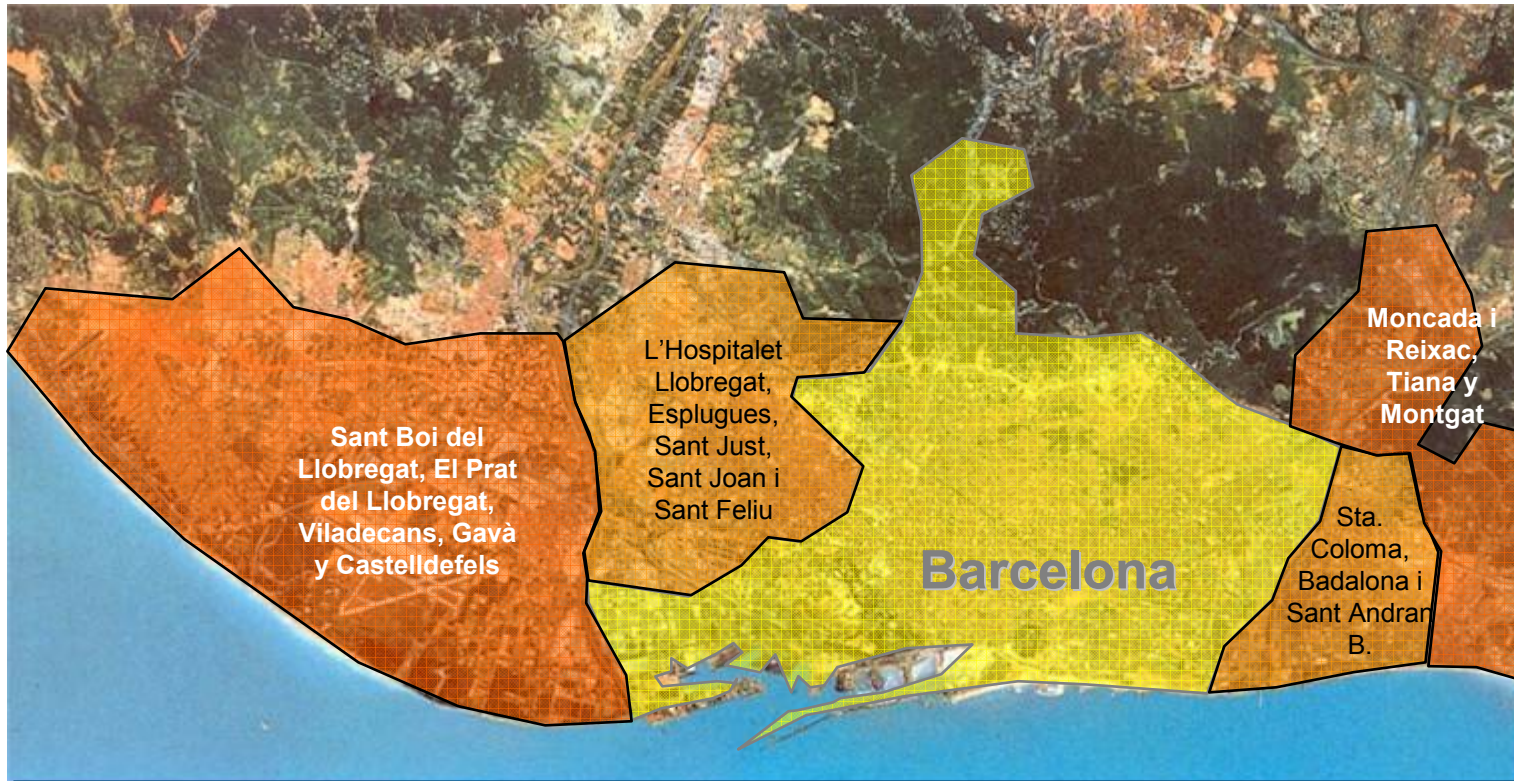 Sant Boi del
Llobregat, El Prat
del Llobregat,
Viladecans, Gavà
y Castelldefels
L'Hospitalet
Llobregat,
Esplugues,
Sant Just,
Sant Joan i
Sant Feliu
Barcelona
Moncada i
Reixac,
Tiana y
Montgat
Sta.
Coloma,
Badalona i
Sant Andran
B.